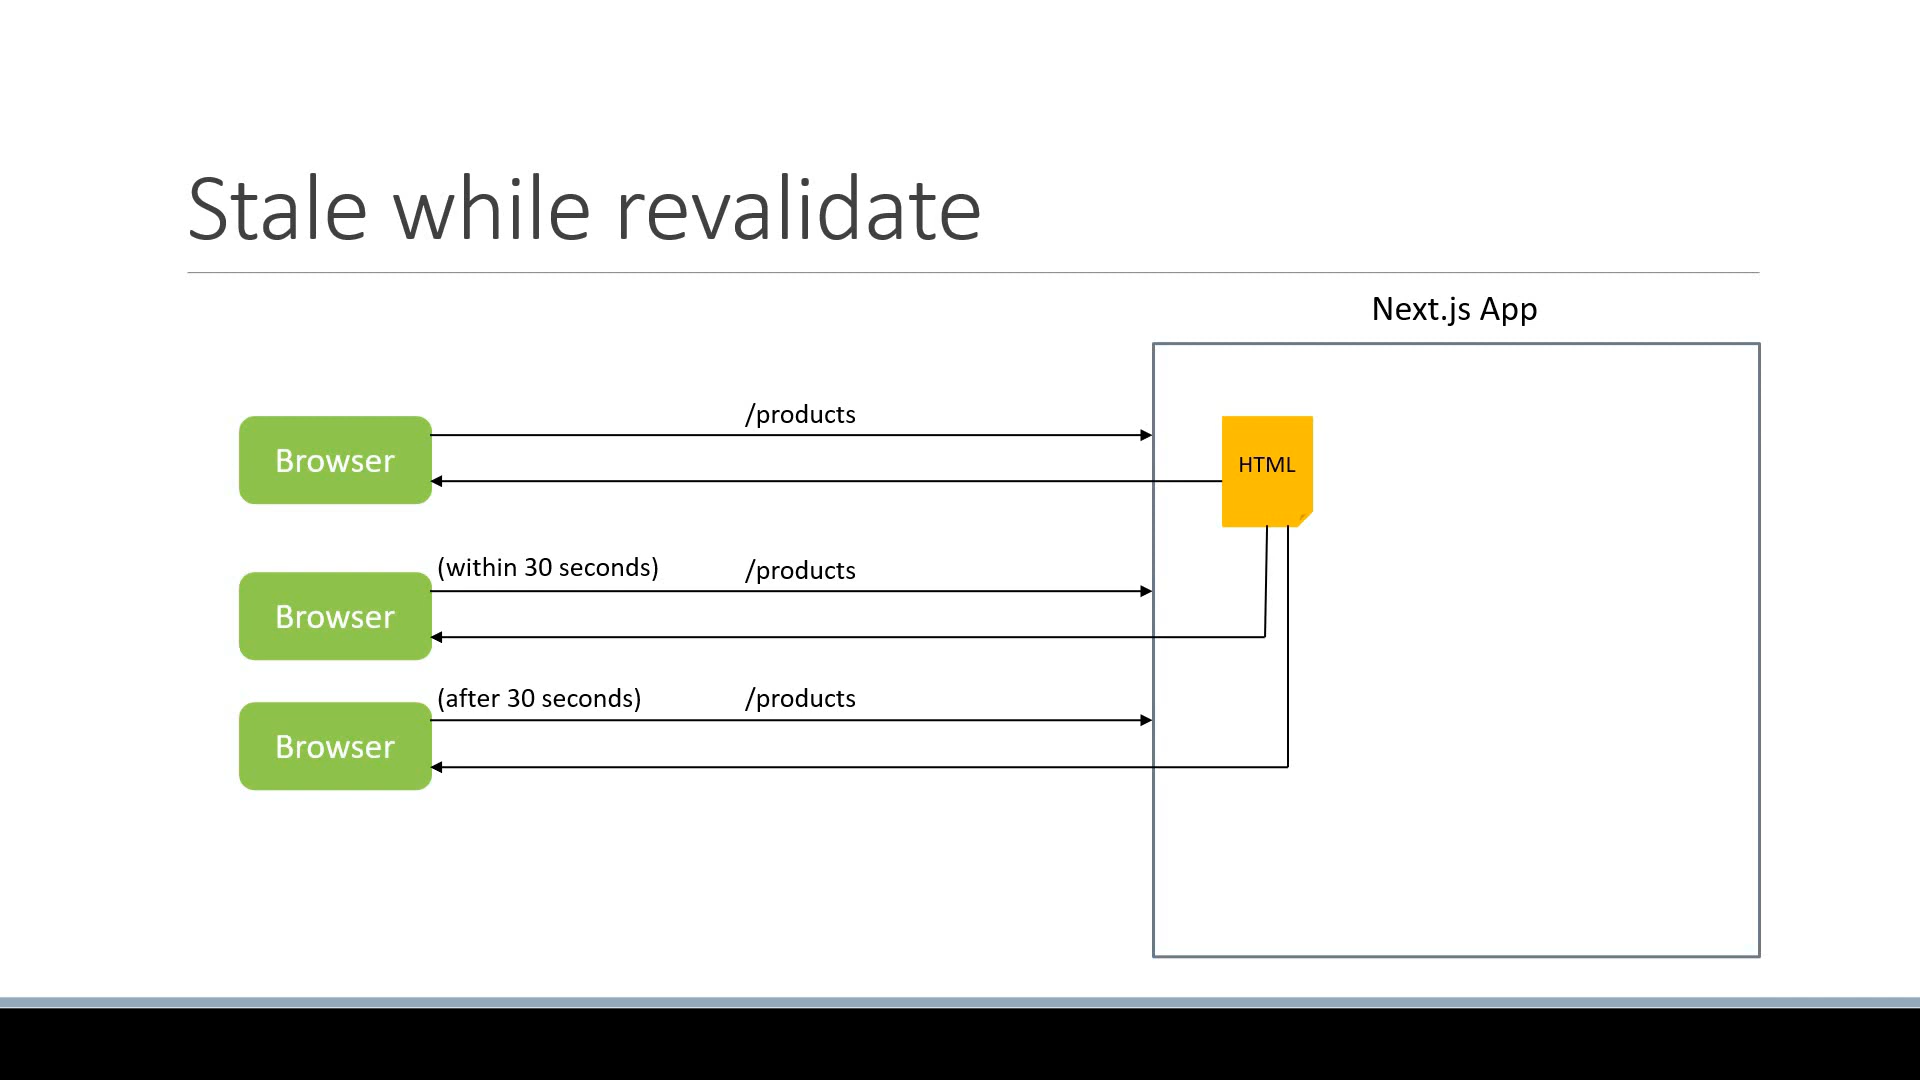 Stale while revalidate
Next.js App
/products
Browser
HTML
(within 30 seconds)
/products
Browser
(after 30 seconds)
/products
Browser